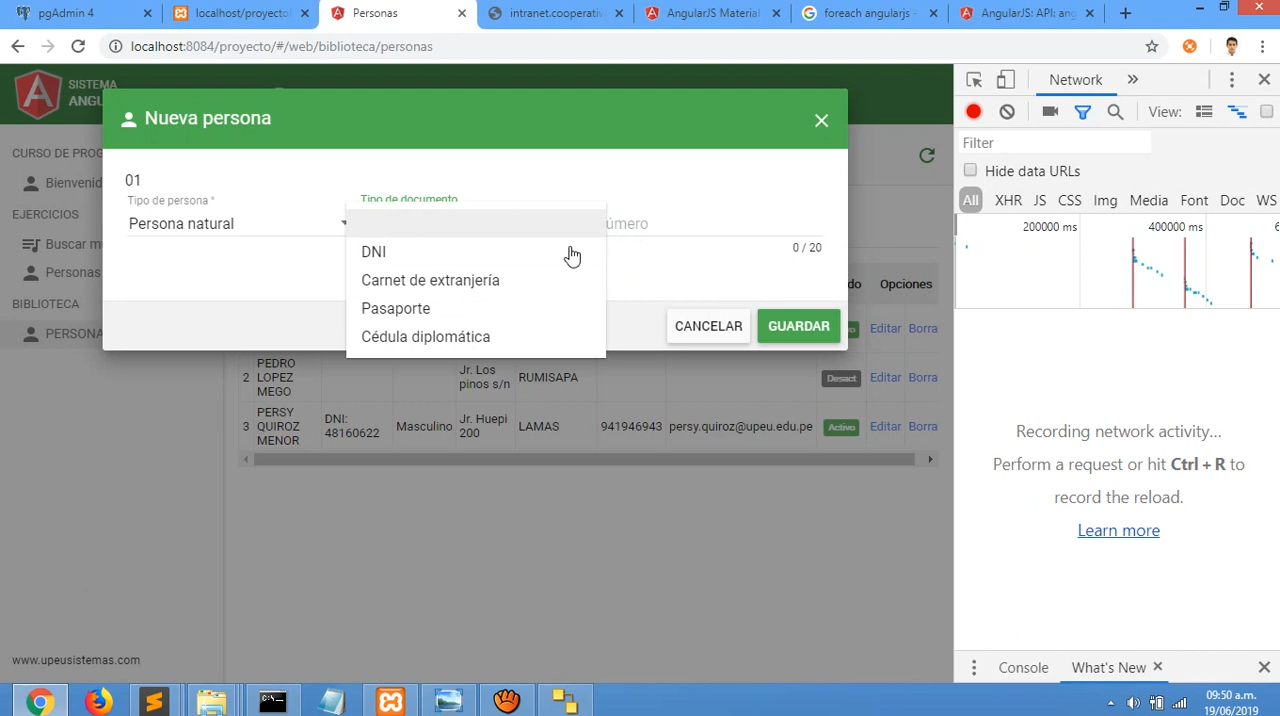 pgAdmin 4
localhost/proyecto
Personas
intranet.cooperativ
AngularJS Material
foreach angularjs -
AngularJS: API: ang
localhost:8084/proyecto/#/web/biblioteca/personas
SISTEMA
ANGU
CURSO DE PROG
Bienvenid
EJERCICIOS
Buscar mu
Personas
BIBLIOTECA
PERSONA
www.upeusistemas.com
Nueva persona
01
Tipo de persona *
Persona natural
Tipo de documento
DNI
Carnet de extranjería
Pasaporte
Cédula diplomática
úmero
0 / 20
CANCELAR
GUARDAR
do
Opciones
vo
Editar
Borra
2
PEDRO
LOPEZ
MEGO
Jr. Los
pinos s/n
RUMISAPA
Desact
Editar
Borra
3
PERSY
QUIROZ
MENOR
DNI:
48160622
Masculino
Jr. Huepi
200
LAMAS
941946943
persy.quiroz@upeu.edu.pe
Activo
Editar
Borra
Network
View:
Filter
Hide data URLs
All XHR JS CSS Img Media Font Doc WS
200000 ms
400000 ms
6
Recording network activity...
Perform a request or hit Ctrl + R to
record the reload.
Learn more
Console
What's New
09:50 a.m.
19/06/2019